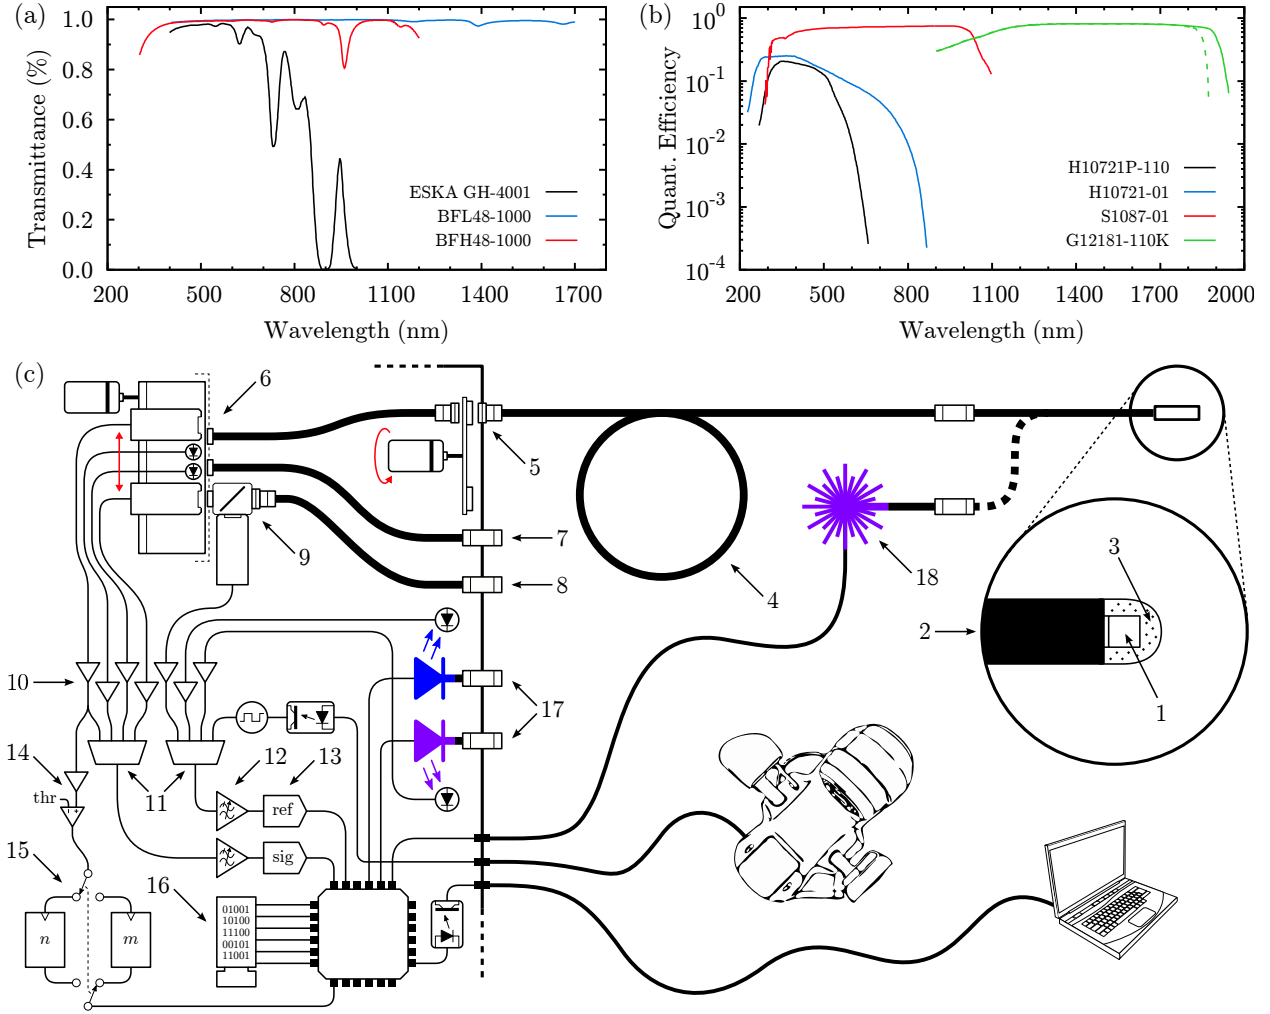 (a)
Transmittance (%)
1.0
0.8
0.6
0.4
0.2
0.0
ESKA GH-4001
BFL48-1000
BFH48-1000
200 500 800 1100 1400 1700
Wavelength (nm)
(b)
Quant. Efficiency
10^0
10^-1
10^-2
10^-3
10^-4
H10721P-110
H10721-01
S1087-01
G12181-110K
200 500 800 1100 1400 1700 2000
Wavelength (nm)
(c)
6
5
9
7
8
4
18
3
2
1
10
17
14
12 13
11
thr
ref
15
sig
16
n
m
01001
10100
11100
00101
11001